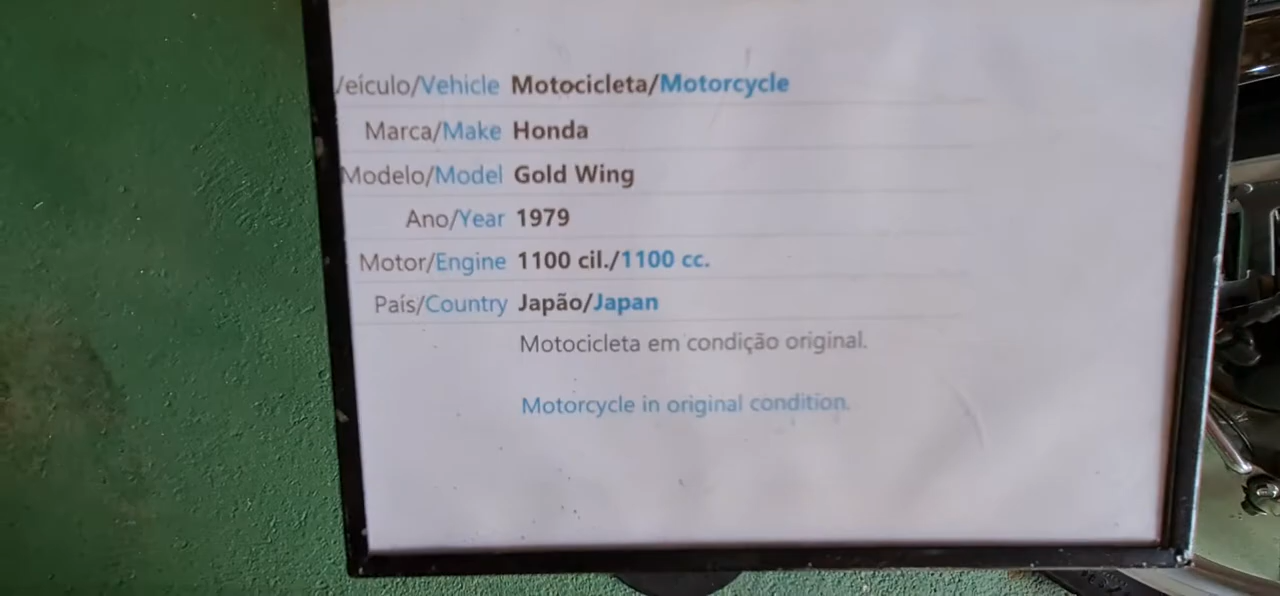 Veículo/Vehicle Motocicleta/Motorcycle
Marca/Make Honda
Modelo/Model Gold Wing
Ano/Year 1979
Motor/Engine 1100 cil./1100 cc.
País/Country Japão/Japan
Motocicleta em condição original.
Motorcycle in original condition.